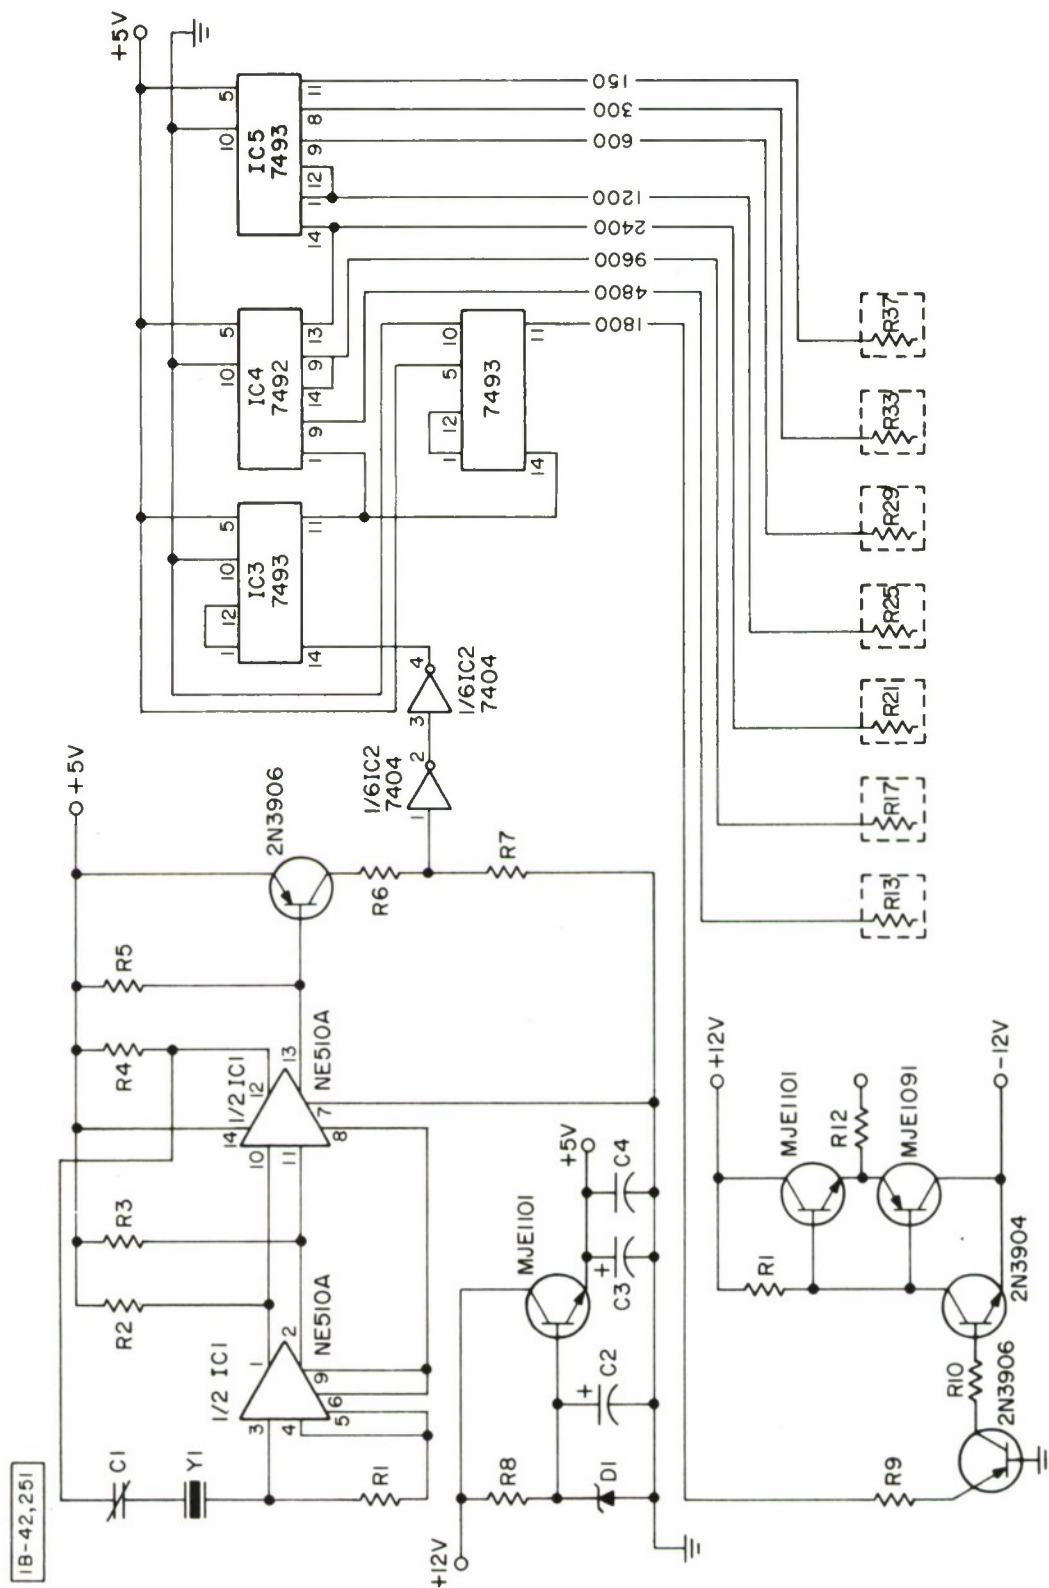 1B-42,251
C1
Y1
R1
R2
R3
R4
R5
+5V
1/2 IC1
NE510A
3
4
5
6
9
1
2
1/2 IC1
NE510A
14
10
11
8
7
12
13
2N3906
R6
R7
1/6IC2
7404
1
2
1/6IC2
7404
3
4
+5V
IC3
7493
1
12
10
5
14
11
IC4
7492
10
5
1
9
14
9
13
IC5
7493
10
5
14
1
12
9
8
11
7493
1
12
5
10
14
11
150
300
600
1200
2400
9600
4800
1800
R13
R17
R21
R25
R29
R33
R37
+12V
R8
D1
C2
+
MJE1101
+5V
C3
+
C4
R9
2N3906
R10
2N3904
R1
+12V
MJE1101
R12
MJE1091
-12V